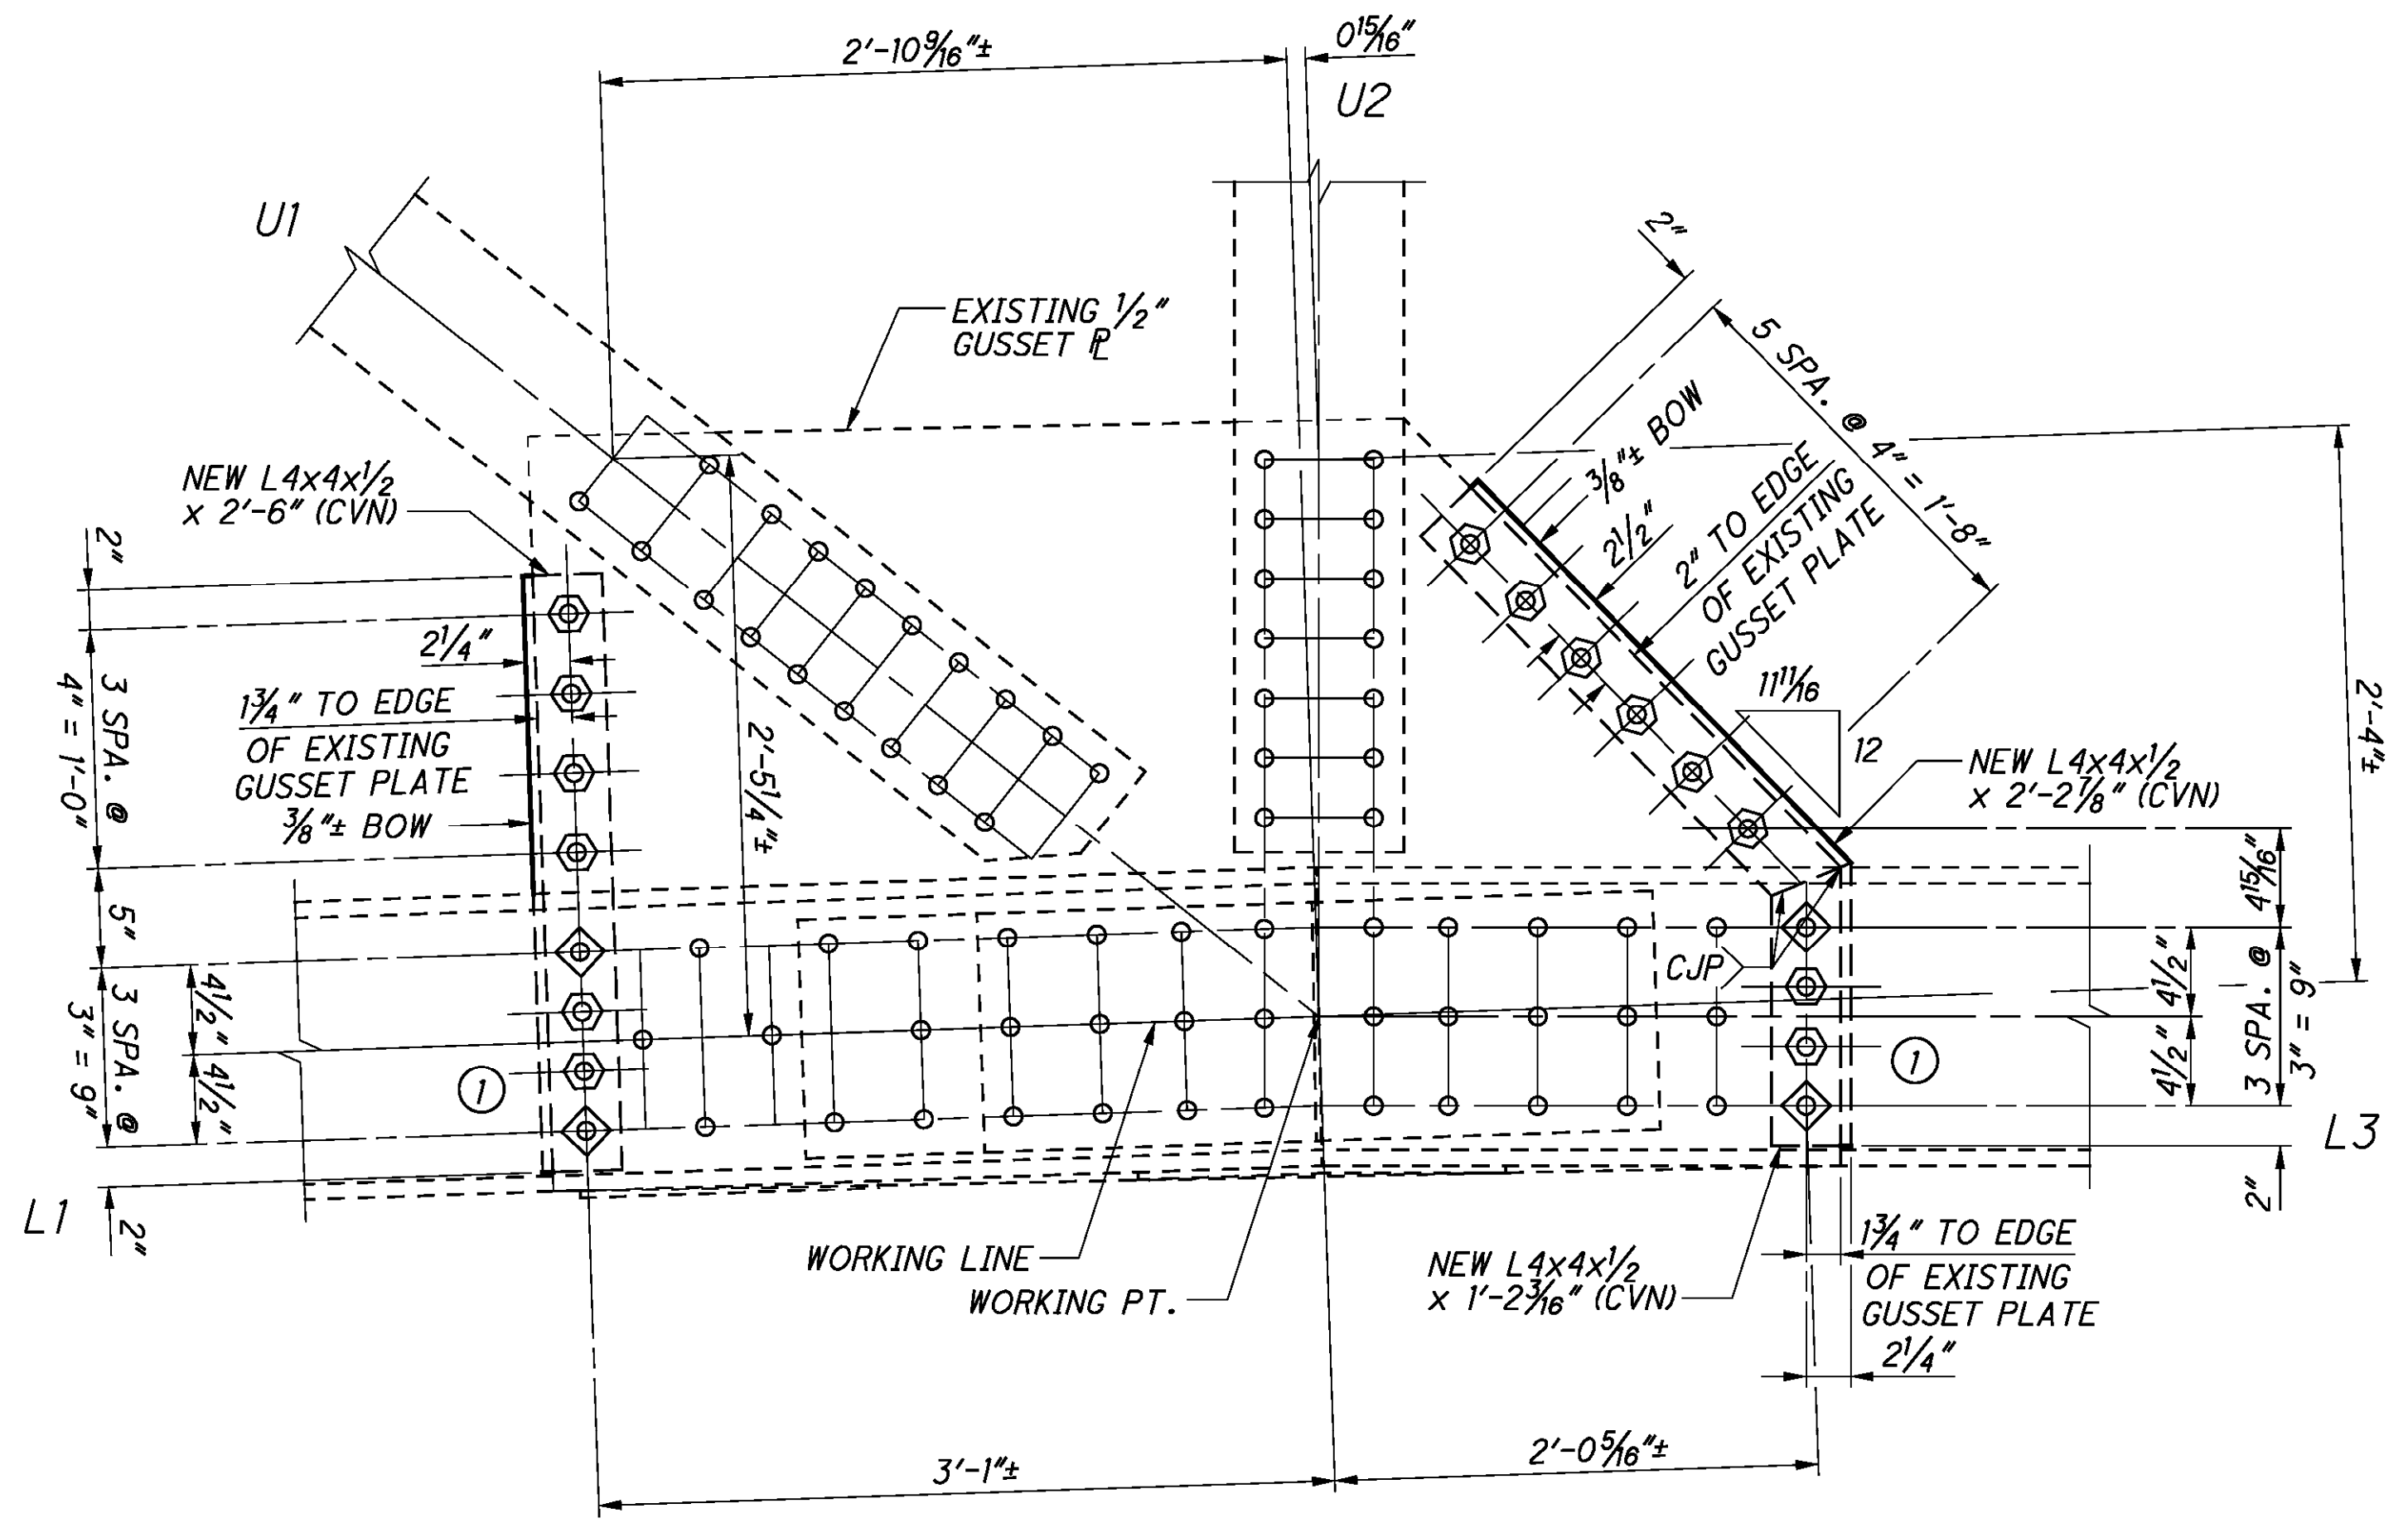 2'-10 9/16"±
0 15/16"
U2
U1
2"
EXISTING 1/2"
GUSSET ℙL
5 SPA. @ 4" = 1'-8"
3/8"± BOW
2 1/2"
2" TO EDGE
OF EXISTING
GUSSET PLATE
NEW L4x4x1/2
x 2'-6" (CVN)
2"
2 1/4"
3 SPA. @
4" = 1'-0"
1 3/4" TO EDGE
OF EXISTING
GUSSET PLATE
3/8"± BOW
2'-5 1/4"±
11 11/16
12
2'-4"±
NEW L4x4x1/2
x 2'-2 7/8" (CVN)
4 15/16"
5"
4 1/2"
4 1/2"
3 SPA. @
3" = 9"
1
CJP
1
4 1/2"
4 1/2"
3 SPA. @
3" = 9"
L3
L1
2"
2"
WORKING LINE
WORKING PT.
NEW L4x4x1/2
x 1'-2 3/16" (CVN)
1 3/4" TO EDGE
OF EXISTING
GUSSET PLATE
2 1/4"
3'-1"±
2'-0 5/16"±